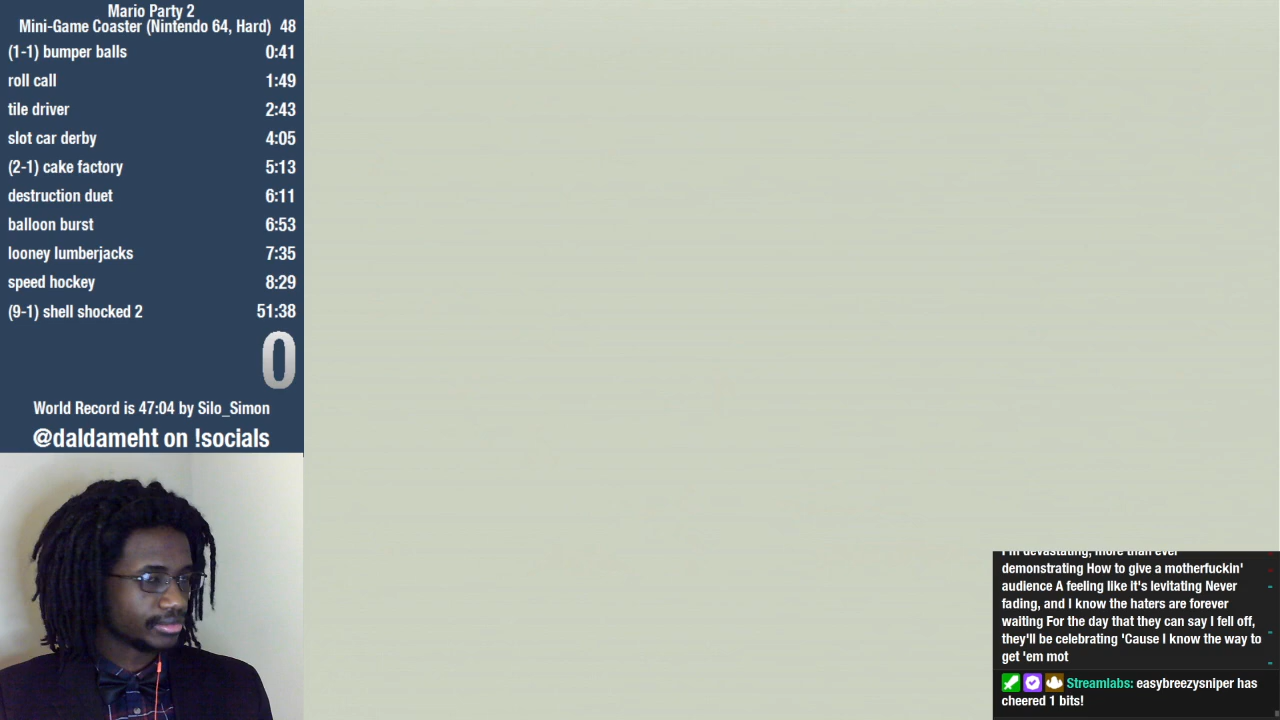 Mario Party 2
Mini-Game Coaster (Nintendo 64, Hard) 48
(1-1) bumper balls 0:41
roll call 1:49
tile driver 2:43
slot car derby 4:05
(2-1) cake factory 5:13
destruction duet 6:11
balloon burst 6:53
looney lumberjacks 7:35
speed hockey 8:29
(9-1) shell shocked 2 51:38
0
World Record is 47:04 by Silo_Simon
@daldameht on !socials
I'm devastating, more than ever
demonstrating How to give a motherfuckin'
audience A feeling like it's levitating Never
fading, and I know the haters are forever
waiting For the day that they can say I fell off,
they'll be celebrating 'Cause I know the way to
get 'em mot
Streamlabs: easybreezysniper has
cheered 1 bits!